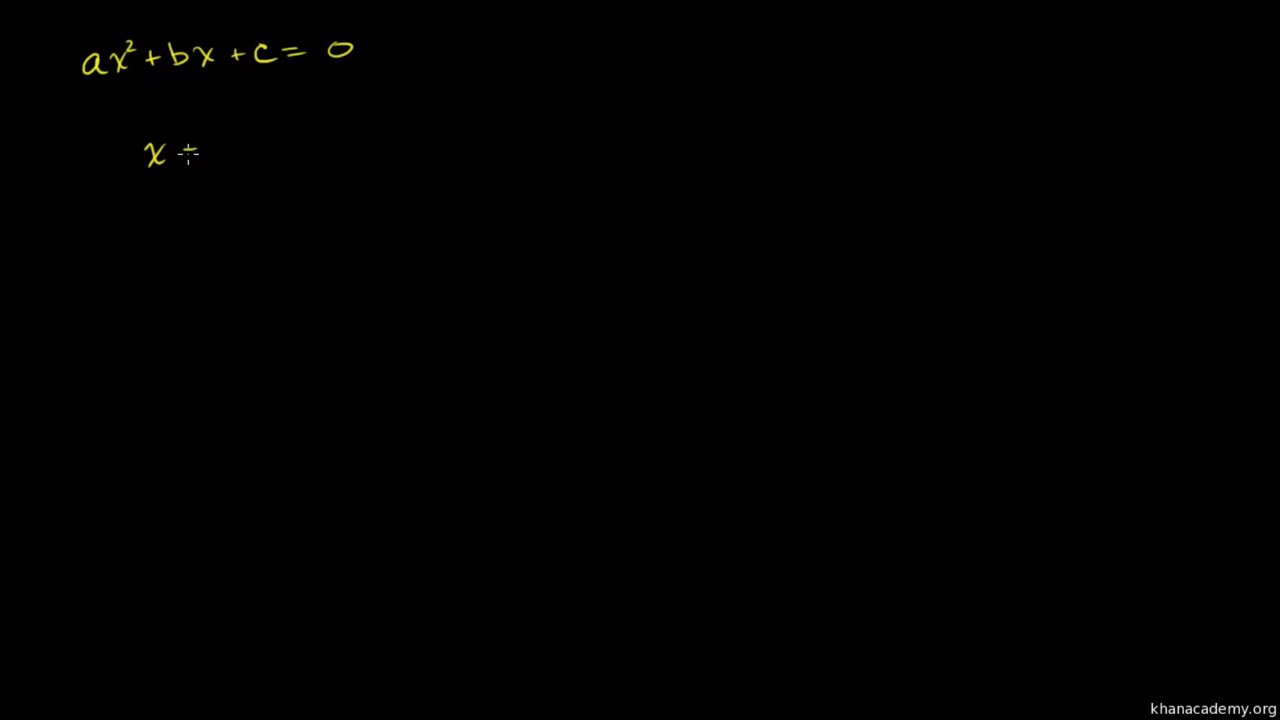 ax² + bx + c = 0
x -
khanacademy.org